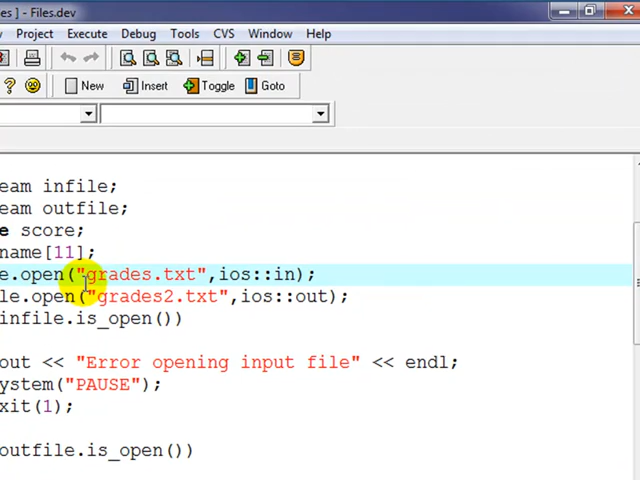 es ] - Files.dev
Project Execute Debug Tools CVS Window Help
New Insert Toggle Goto
eam infile;
eam outfile;
e score;
name[11];
e.open("grades.txt",ios::in);
le.open("grades2.txt",ios::out);
infile.is_open())
out << "Error opening input file" << endl;
ystem("PAUSE");
xit(1);
outfile.is_open())